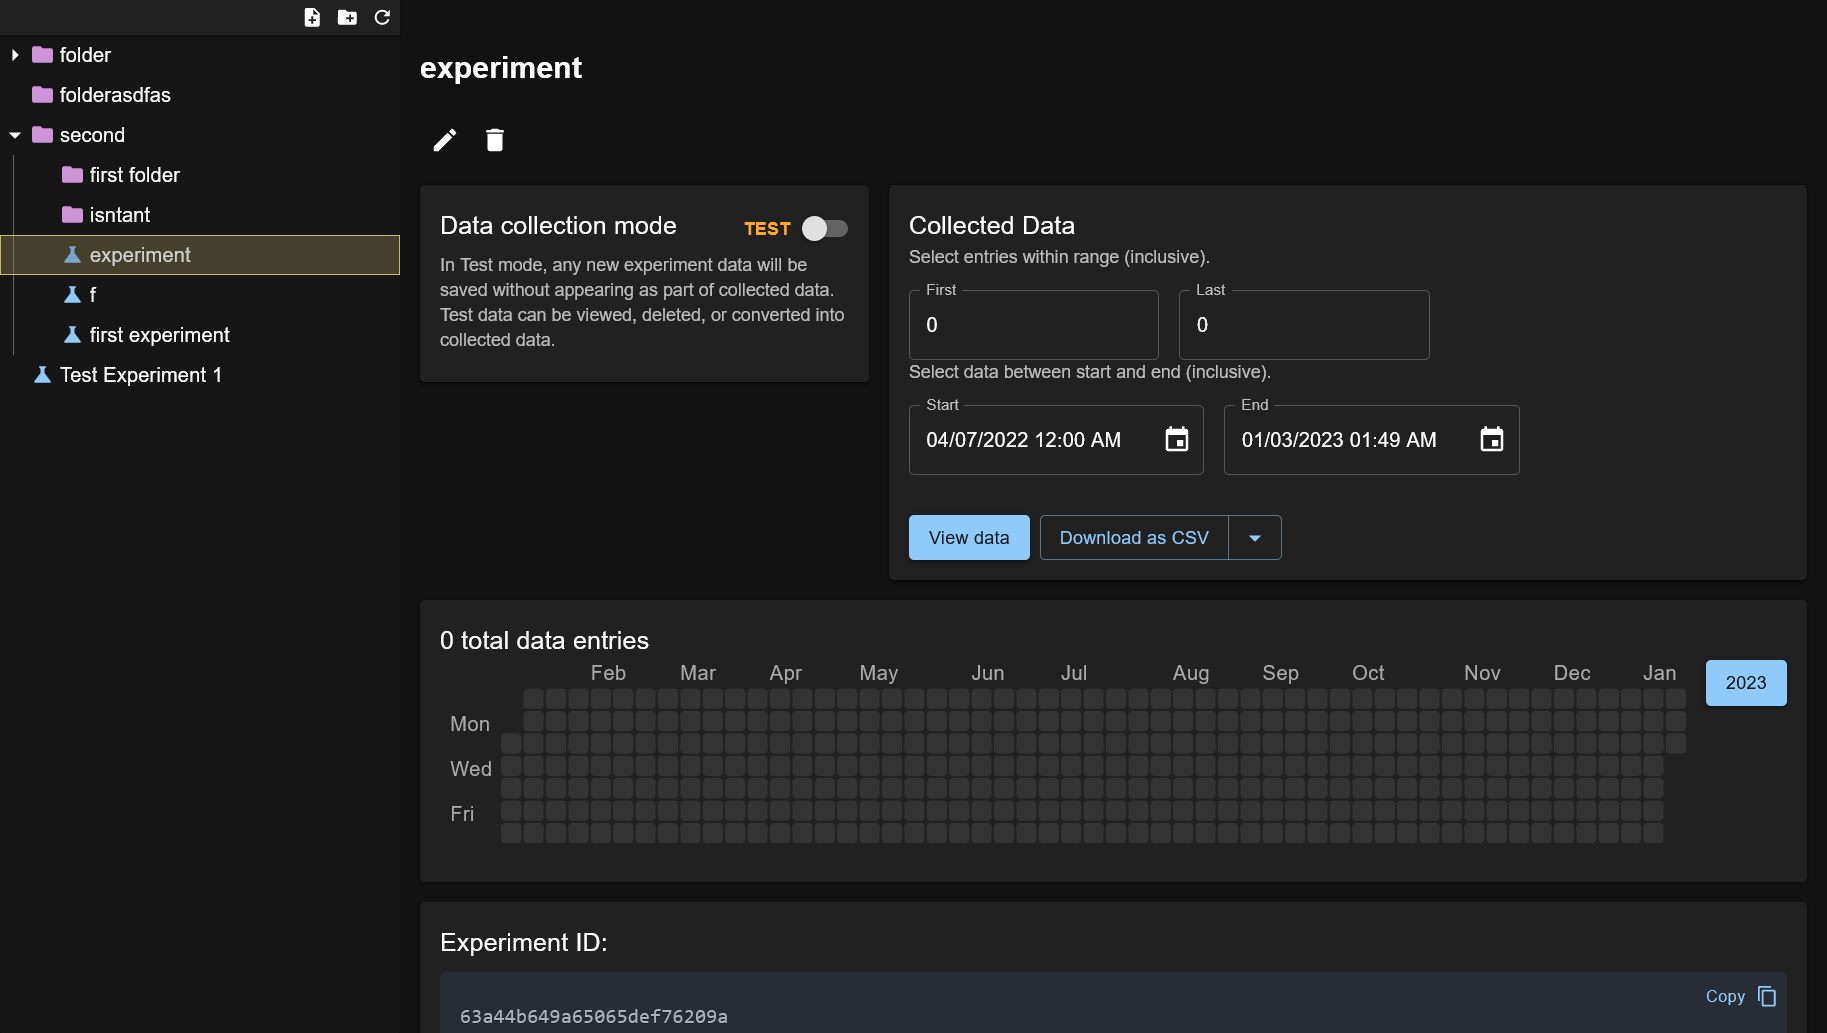 folder
folderasdfas
second
first folder
isntant
experiment
f
first experiment
Test Experiment 1
experiment
Data collection mode
TEST
In Test mode, any new experiment data will be
saved without appearing as part of collected data.
Test data can be viewed, deleted, or converted into
collected data.
Collected Data
Select entries within range (inclusive).
First
Last
0
0
Select data between start and end (inclusive).
Start
End
04/07/2022 12:00 AM
01/03/2023 01:49 AM
View data
Download as CSV
0 total data entries
Feb Mar Apr May Jun Jul Aug Sep Oct Nov Dec Jan
2023
Mon
Wed
Fri
Experiment ID:
Copy
63a44b649a65065def76209a